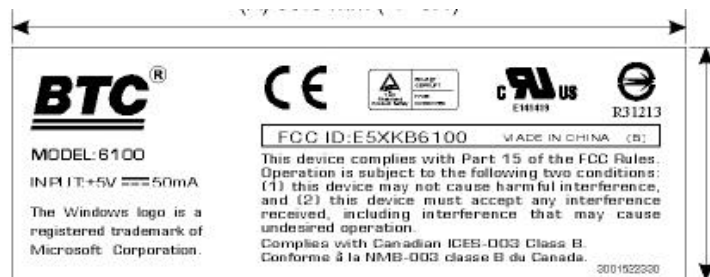 BTC®
MODEL:6100
INPUT:+5V 50mA
The Windows logo is a
registered trademark of
Microsoft Corporation.
CE
c UL US
E148419
R31213
FCC ID:E5XKB6100 MADE IN CHINA (B)
This device complies with Part 15 of the FCC Rules.
Operation is subject to the following two conditions:
(1) this device may not cause harmful interference,
and (2) this device must accept any interference
received, including interference that may cause
undesired operation.
Complies with Canadian ICES-003 Class B.
Conforme à la NMB-003 classe B du Canada.
3001522330